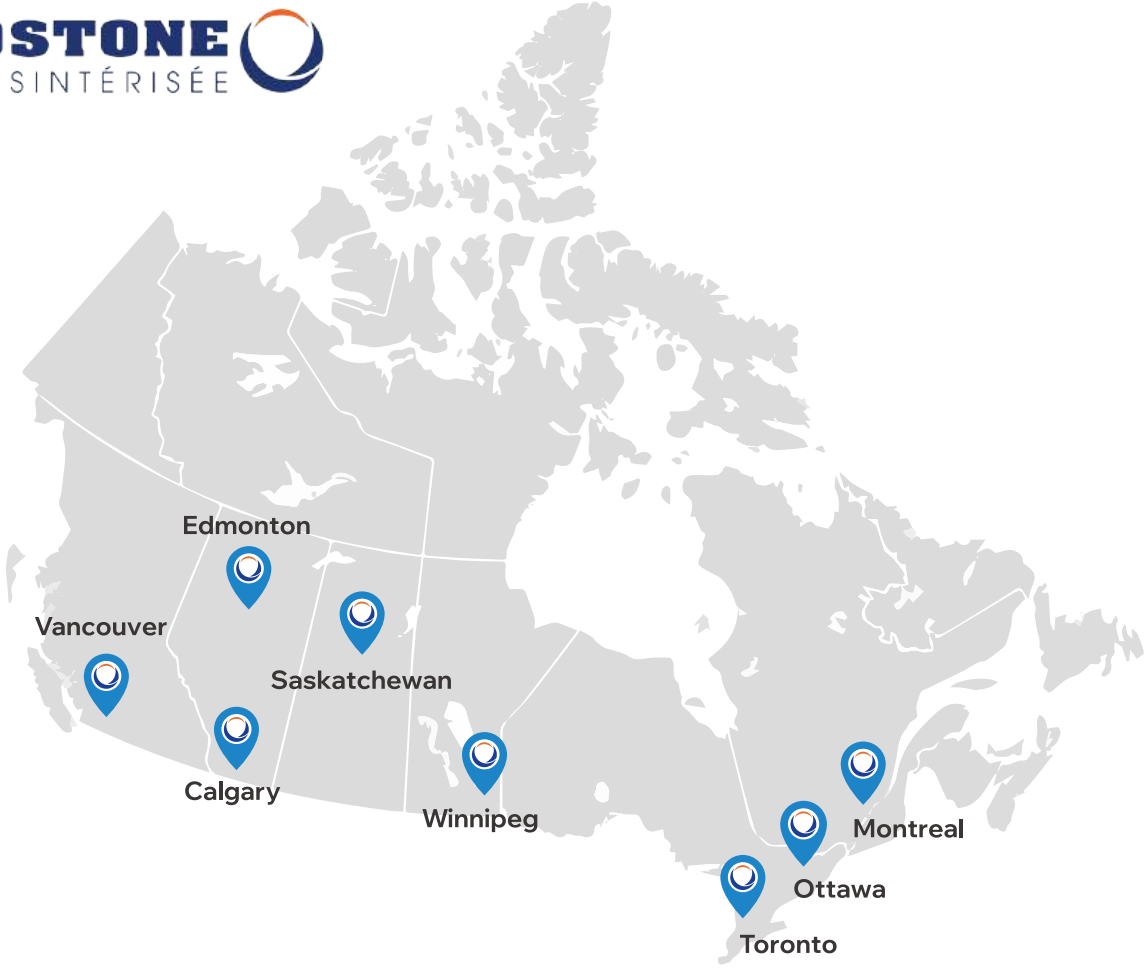 STONE
SINTÉRISÉE
Edmonton
Vancouver
Saskatchewan
Calgary
Winnipeg
Montreal
Ottawa
Toronto